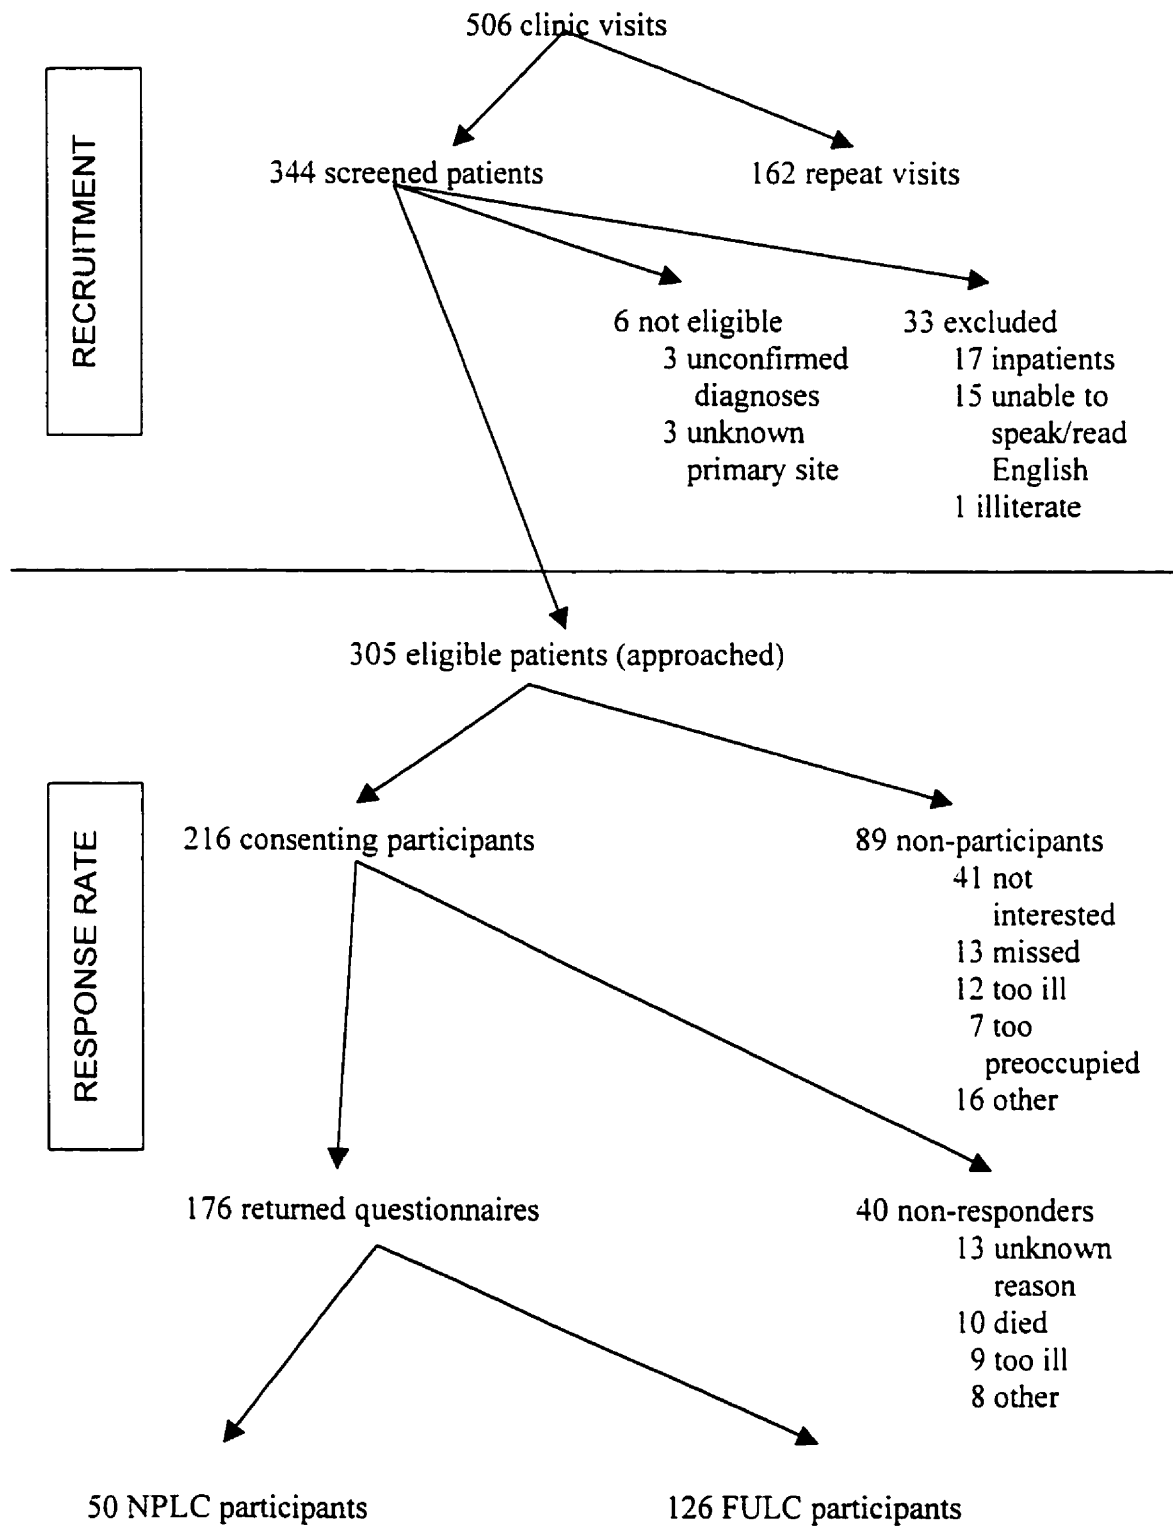 506 clinic visits
RECRUITMENT
344 screened patients
162 repeat visits
6 not eligible
3 unconfirmed
diagnoses
3 unknown
primary site
33 excluded
17 inpatients
15 unable to
speak/read
English
1 illiterate
305 eligible patients (approached)
RESPONSE RATE
216 consenting participants
89 non-participants
41 not
interested
13 missed
12 too ill
7 too
preoccupied
16 other
176 returned questionnaires
40 non-responders
13 unknown
reason
10 died
9 too ill
8 other
50 NPLC participants
126 FULC participants